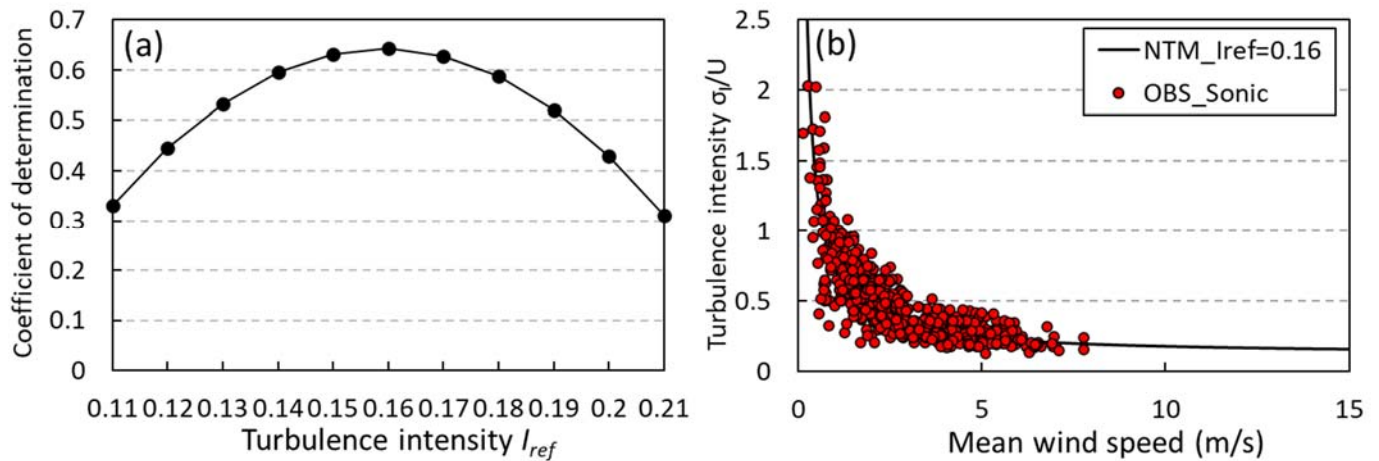 (a)
Coefficient of determination
0.7
0.6
0.5
0.4
0.3
0.2
0.1
0
0.11 0.12 0.13 0.14 0.15 0.16 0.17 0.18 0.19 0.2 0.21
Turbulence intensity I_ref
(b)
NTM_Iref=0.16
OBS_Sonic
Turbulence intensity σ_I/U
2.5
2
1.5
1
0.5
0
0 5 10 15
Mean wind speed (m/s)